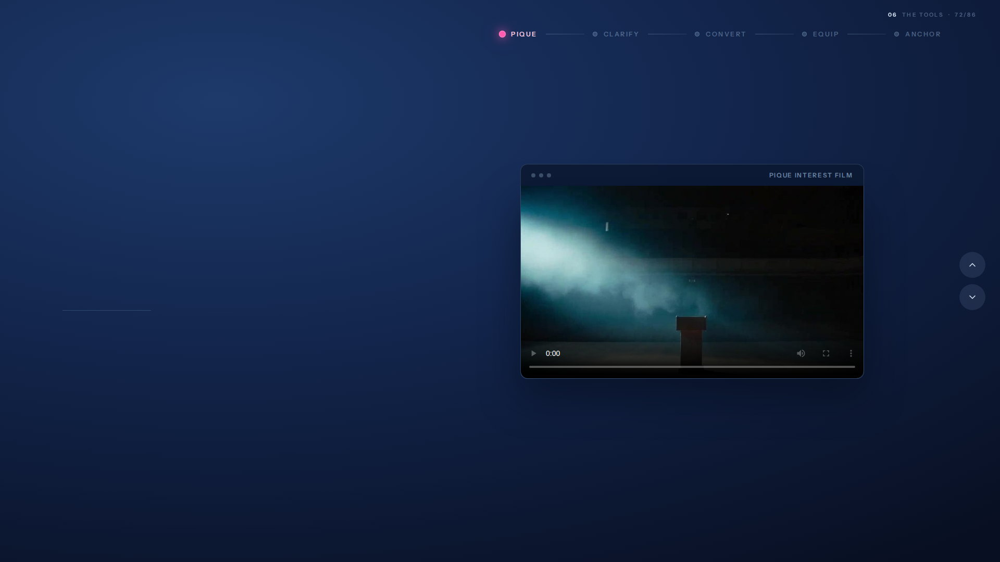 06 THE TOOLS · 72/86
PIQUE CLARIFY CONVERT EQUIP ANCHOR
PIQUE INTEREST FILM
0:00